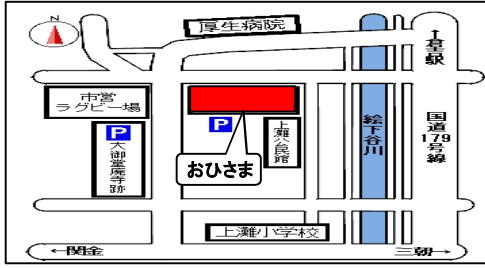 N
厚生病院
↑倉吉駅
市営
ラグビー場
P
P
大御堂廃寺跡
上灘公民館
おひさま
絵下谷川
国道179号線
上灘小学校
←関金
三朝→